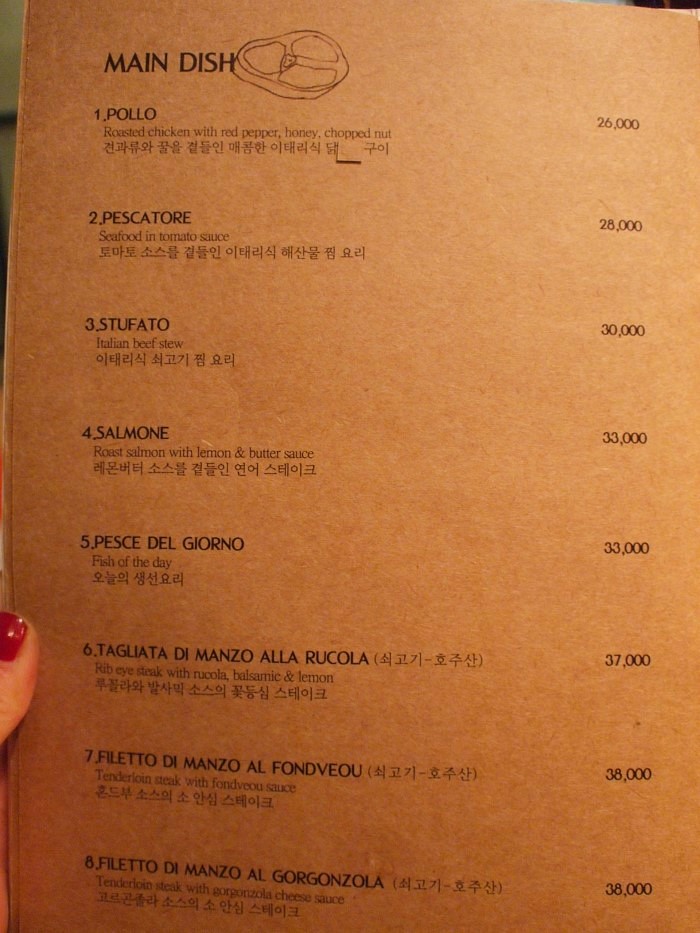 MAIN DISH
1.POLLO 26,000
Roasted chicken with red pepper, honey, chopped nut
견과류와 꿀을 곁들인 매콤한 이태리식 닭 구이
2.PESCATORE 28,000
Seafood in tomato sauce
토마토 소스를 곁들인 이태리식 해산물 찜 요리
3.STUFATO 30,000
Italian beef stew
이태리식 쇠고기 찜 요리
4.SALMONE 33,000
Roast salmon with lemon & butter sauce
레몬버터 소스를 곁들인 연어 스테이크
5.PESCE DEL GIORNO 33,000
Fish of the day
오늘의 생선요리
6.TAGLIATA DI MANZO ALLA RUCOLA (쇠고기-호주산) 37,000
Rib eye steak with rucola, balsamic & lemon
루꼴라와 발사믹 소스의 꽃등심 스테이크
7.FILETTO DI MANZO AL FONDVEOU (쇠고기-호주산) 38,000
Tenderloin steak with fondveou sauce
혼드부 소스의 소 안심 스테이크
8.FILETTO DI MANZO AL GORGONZOLA (쇠고기-호주산) 38,000
Tenderloin steak with gorgonzola cheese sauce
고르곤졸라 소스의 소 안심 스테이크